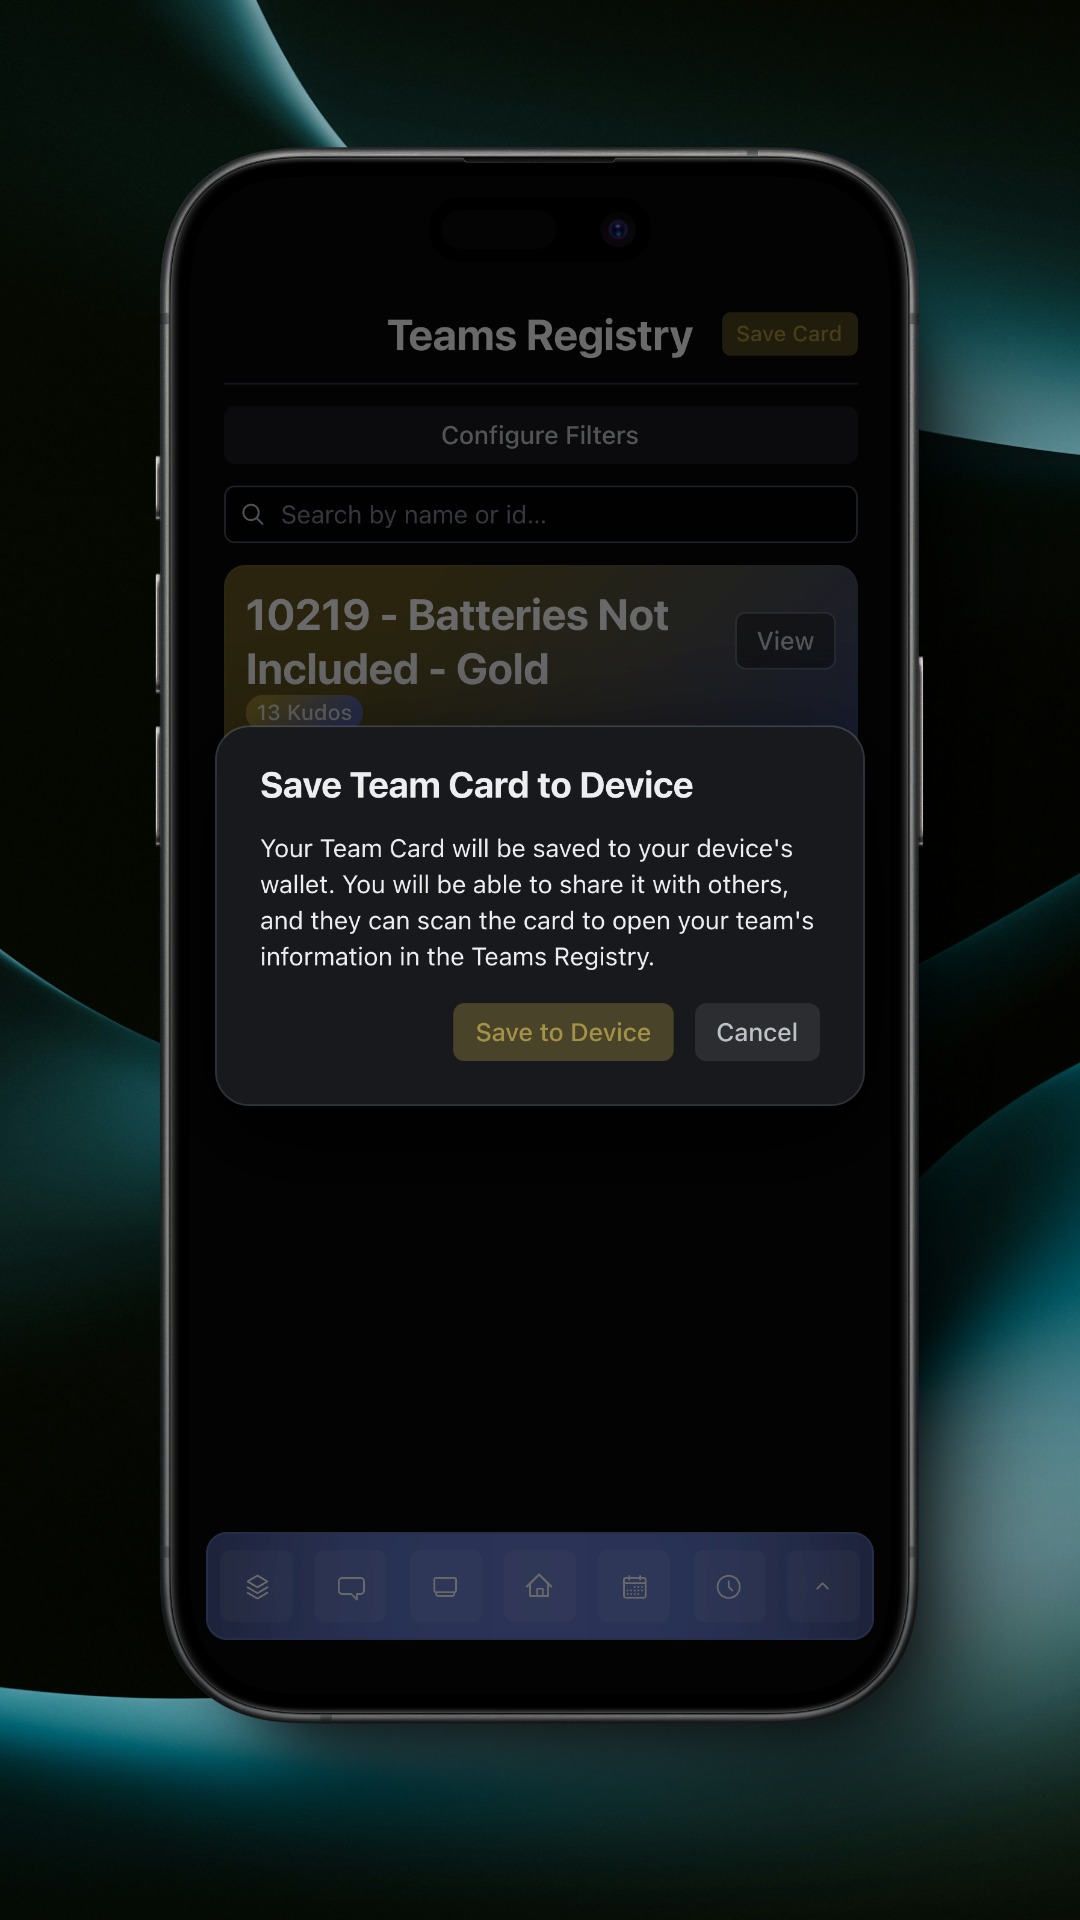 Teams Registry
Save Card
Configure Filters
Search by name or id...
10219 - Batteries Not
Included - Gold
View
13 Kudos
Save Team Card to Device
Your Team Card will be saved to your device's
wallet. You will be able to share it with others,
and they can scan the card to open your team's
information in the Teams Registry.
Save to Device
Cancel